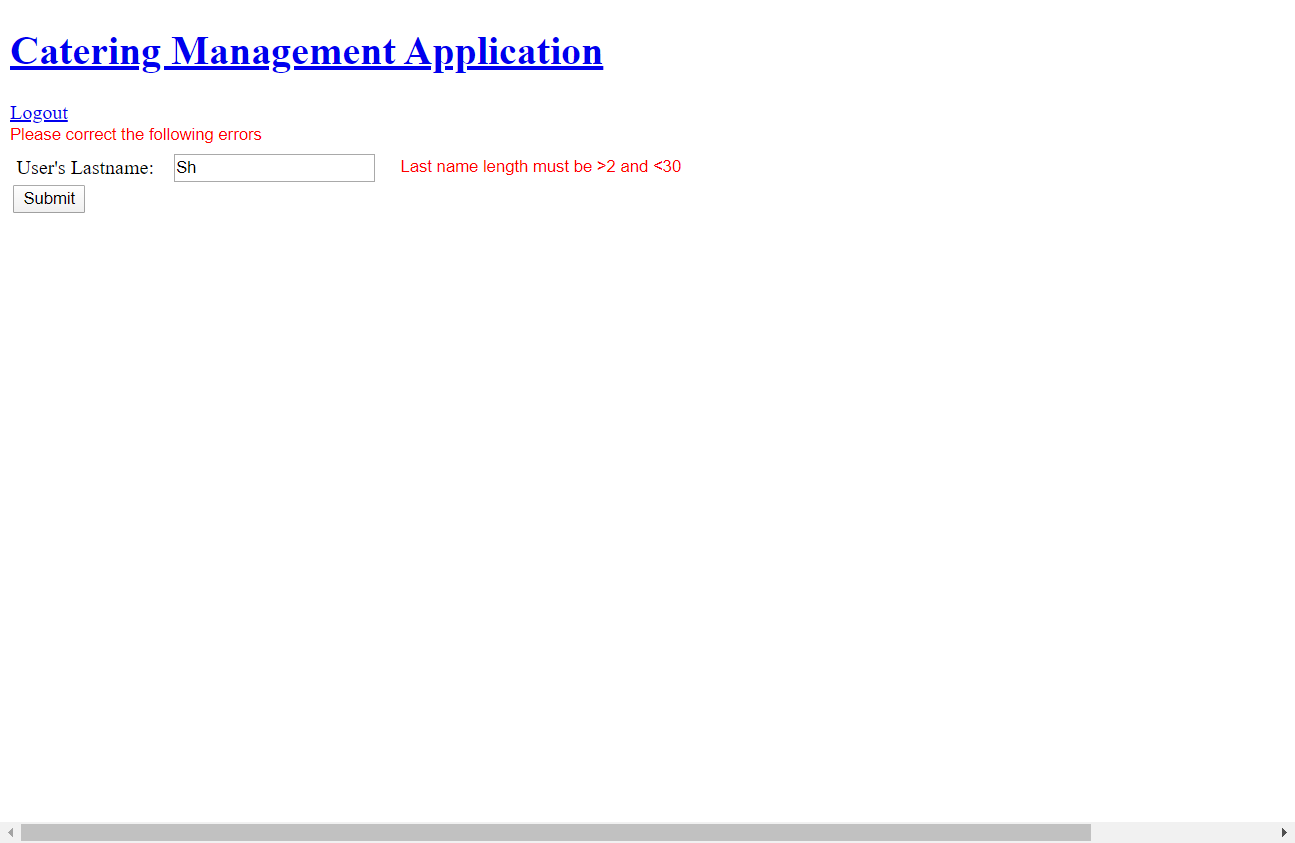 Catering Management Application
Logout
Please correct the following errors
User's Lastname: Sh Last name length must be >2 and <30
Submit